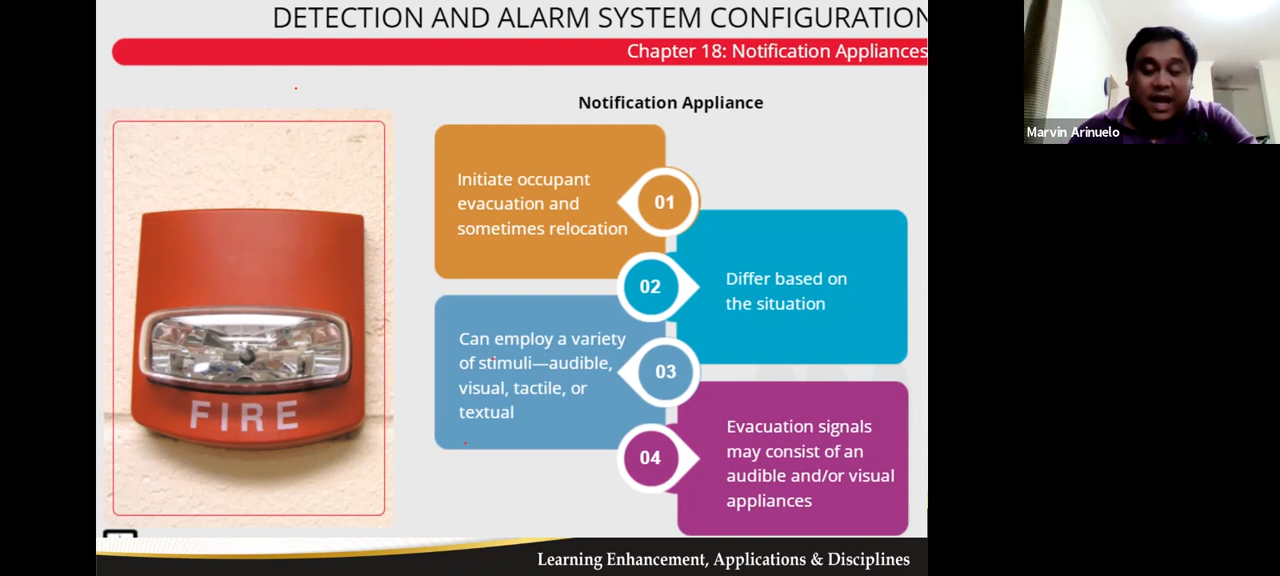 DETECTION AND ALARM SYSTEM CONFIGURATION
Chapter 18: Notification Appliances
Notification Appliance
Initiate occupant
evacuation and
sometimes relocation
01
02
Differ based on
the situation
Can employ a variety
of stimuli—audible,
visual, tactile, or
textual
03
04
Evacuation signals
may consist of an
audible and/or visual
appliances
FIRE
Learning Enhancement, Applications & Disciplines
Marvin Arinuelo